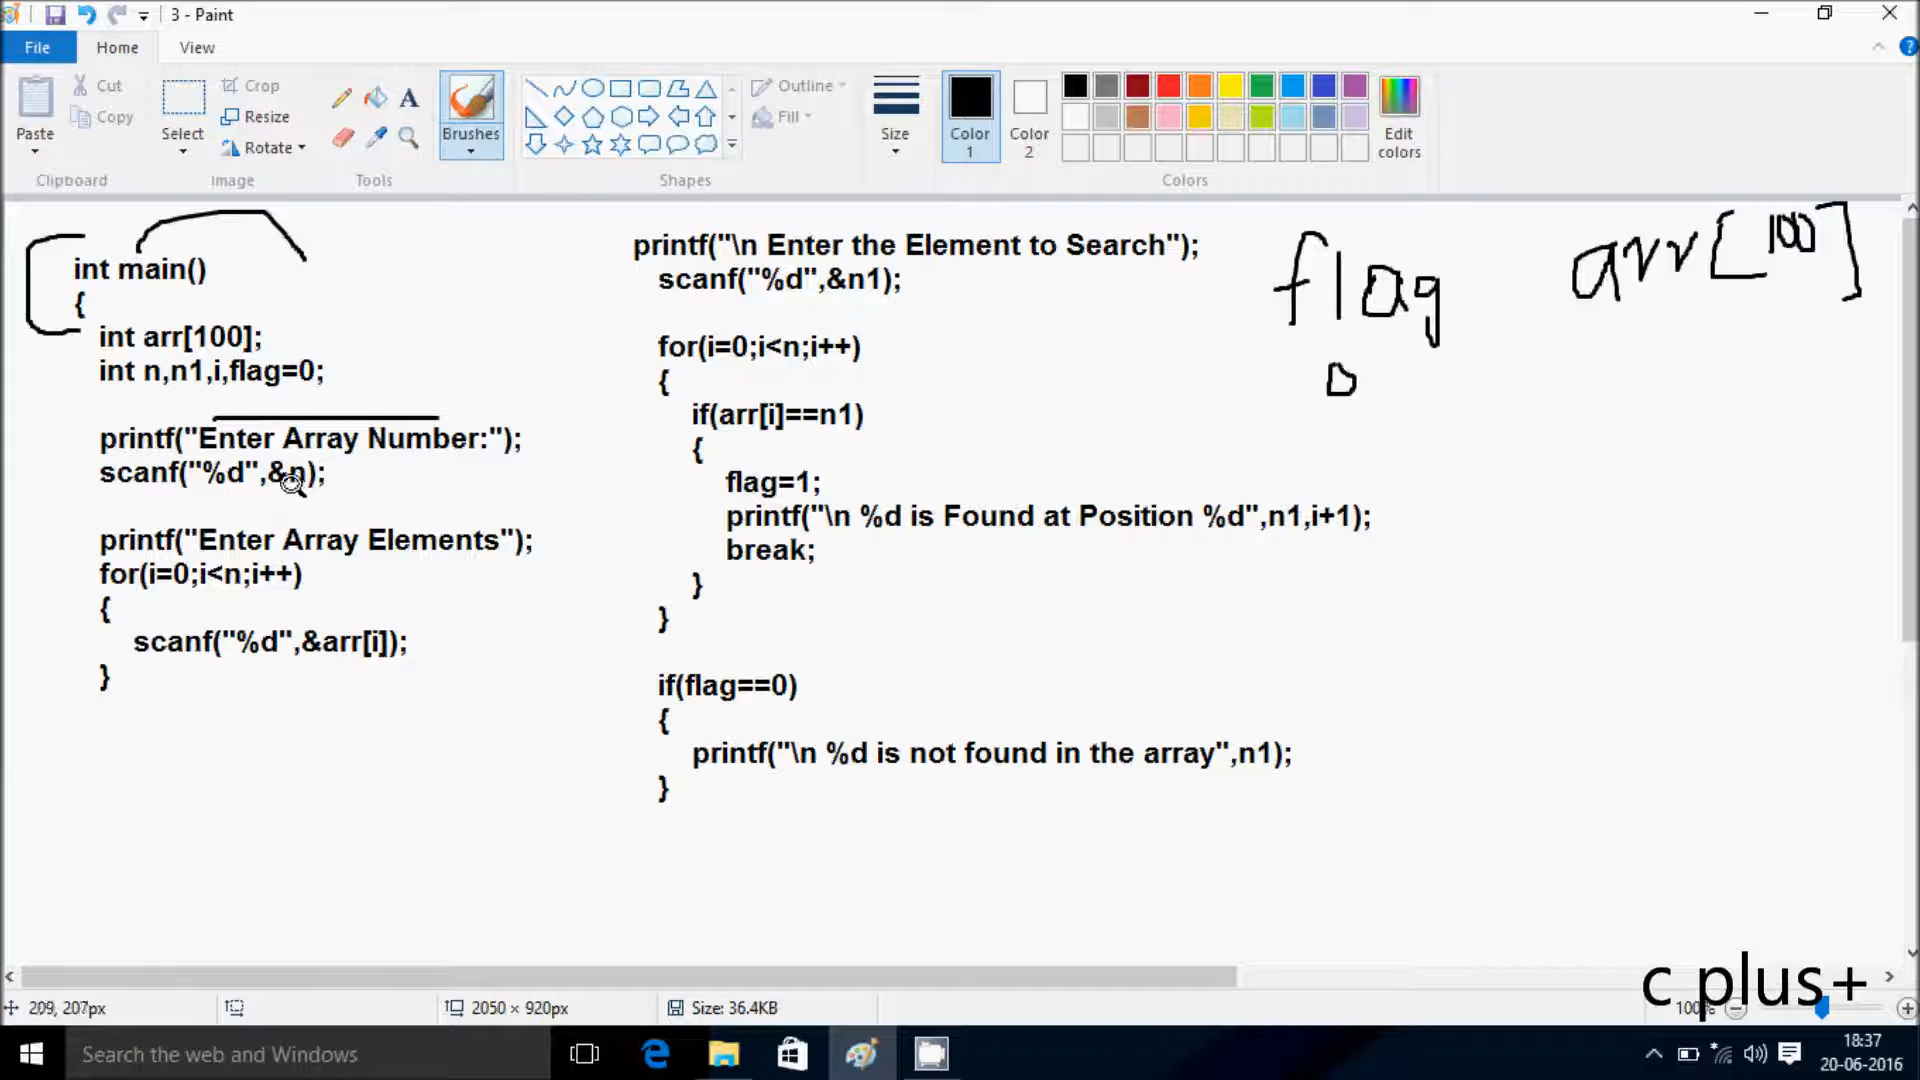 3 - Paint
File Home View
Paste
Cut
Copy
Clipboard
Select
Crop
Resize
Rotate
Image
Tools
Brushes
Shapes
Outline
Fill
Size
Color 1
Color 2
Edit colors
Colors
int main()
{
int arr[100];
int n,n1,i,flag=0;
printf("Enter Array Number:");
scanf("%d",&n);
printf("Enter Array Elements");
for(i=0;i<n;i++)
{
scanf("%d",&arr[i]);
}
printf("\n Enter the Element to Search");
scanf("%d",&n1);
for(i=0;i<n;i++)
{
if(arr[i]==n1)
{
flag=1;
printf("\n %d is Found at Position %d",n1,i+1);
break;
}
}
if(flag==0)
{
printf("\n %d is not found in the array",n1);
}
flag
0
arr[100]
c plus+
209, 207px
2050 × 920px
Size: 36.4KB
100%
Search the web and Windows
18:37
20-06-2016